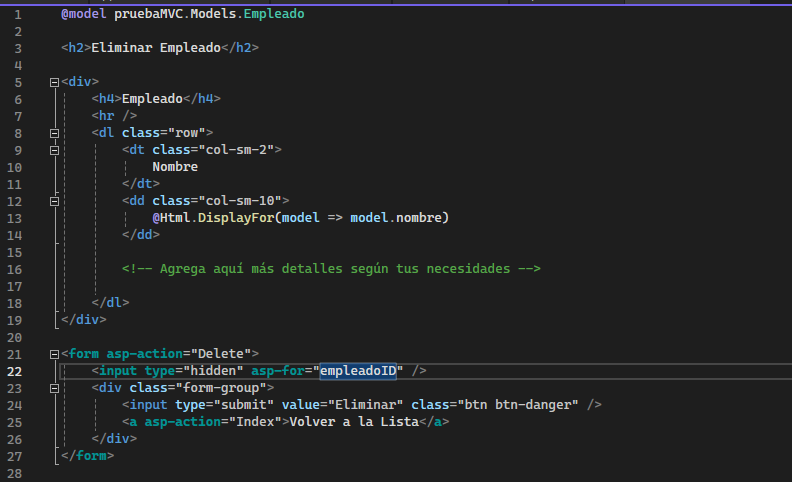 1 @model pruebaMVC.Models.Empleado
2
3 <h2>Eliminar Empleado</h2>
4
5 <div>
6 <h4>Empleado</h4>
7 <hr />
8 <dl class="row">
9 <dt class="col-sm-2">
10 Nombre
11 </dt>
12 <dd class="col-sm-10">
13 @Html.DisplayFor(model => model.nombre)
14 </dd>
15
16 <!-- Agrega aquí más detalles según tus necesidades -->
17
18 </dl>
19 </div>
20
21 <form asp-action="Delete">
22 <input type="hidden" asp-for="empleadoID" />
23 <div class="form-group">
24 <input type="submit" value="Eliminar" class="btn btn-danger" />
25 <a asp-action="Index">Volver a la Lista</a>
26 </div>
27 </form>
28